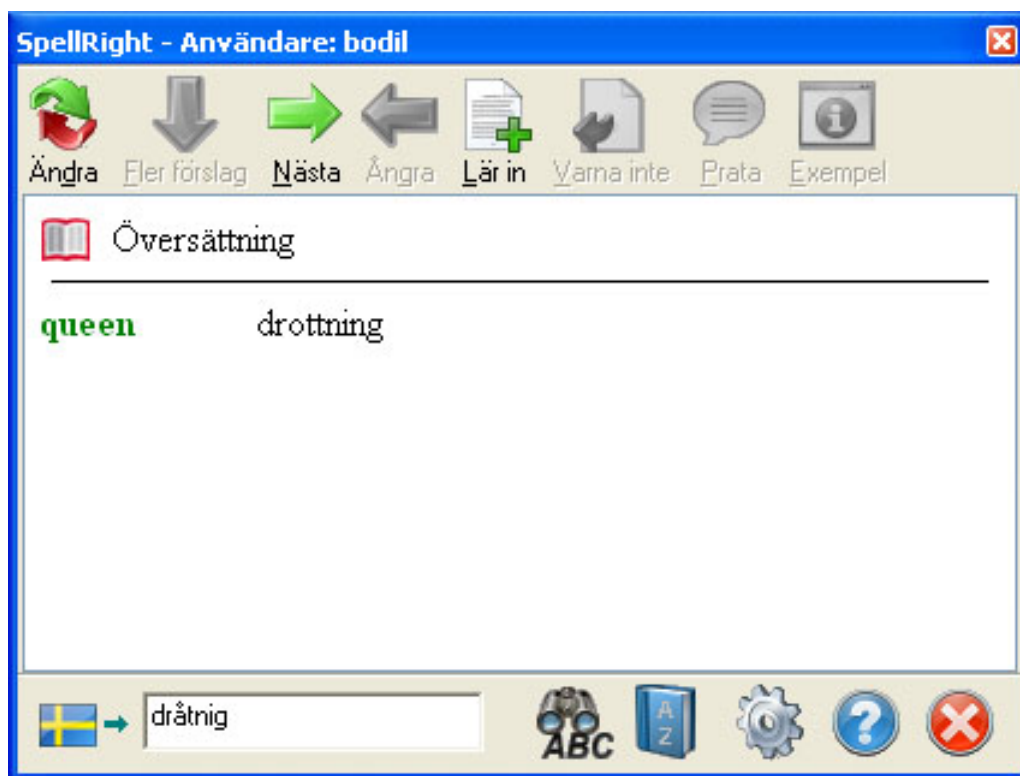 SpellRight - Användare: bodil
Ändra Fler förslag Nästa Ångra Lär in Varna inte Prata Exempel
Översättning
queen drottning
dråtnig ABC A Z